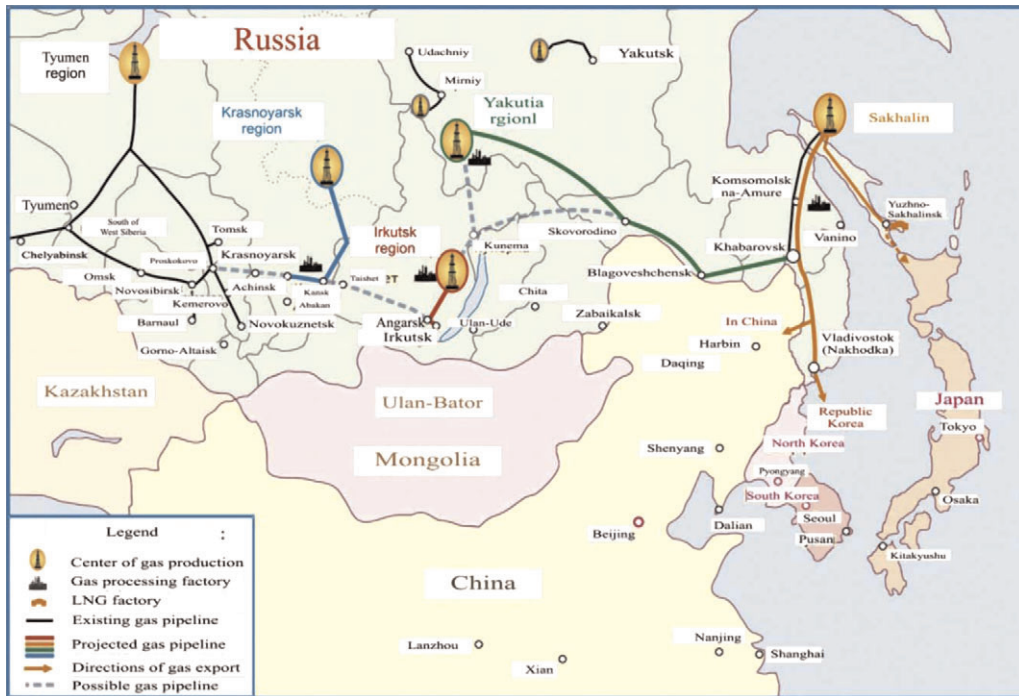 Russia
Tyumen
region
Udachniy
Mirniy
Yakutsk
Krasnoyarsk
region
Yakutia
rgionl
Sakhalin
Komsomolsk
na-Amure
Yuzhno-
Sakhalinsk
Tyumen
South of
West Siberia
Tomsk
Irkutsk
region
Kunema
Skovorodino
Khabarovsk
Vanino
Chelyabinsk
Proskokovo
Krasnoyarsk
Omsk
Achinsk
Kansk
Taishet
Blagoveshchensk
Novosibirsk
Kemerovo
Abakan
Chita
Barnaul
Novokuznetsk
Angarsk
Irkutsk
Ulan-Ude
Zabaikalsk
In China
Gorno-Altaisk
Harbin
Vladivostok
(Nakhodka)
Daqing
Kazakhstan
Ulan-Bator
Republic
Korea
Japan
Tokyo
Mongolia
Shenyang
North Korea
Pyongyang
South Korea
Osaka
Beijing
Dalian
Seoul
Pusan
Kitakyushu
China
Lanzhou
Xian
Nanjing
Shanghai
Legend :
Center of gas production
Gas processing factory
LNG factory
Existing gas pipeline
Projected gas pipeline
Directions of gas export
Possible gas pipeline